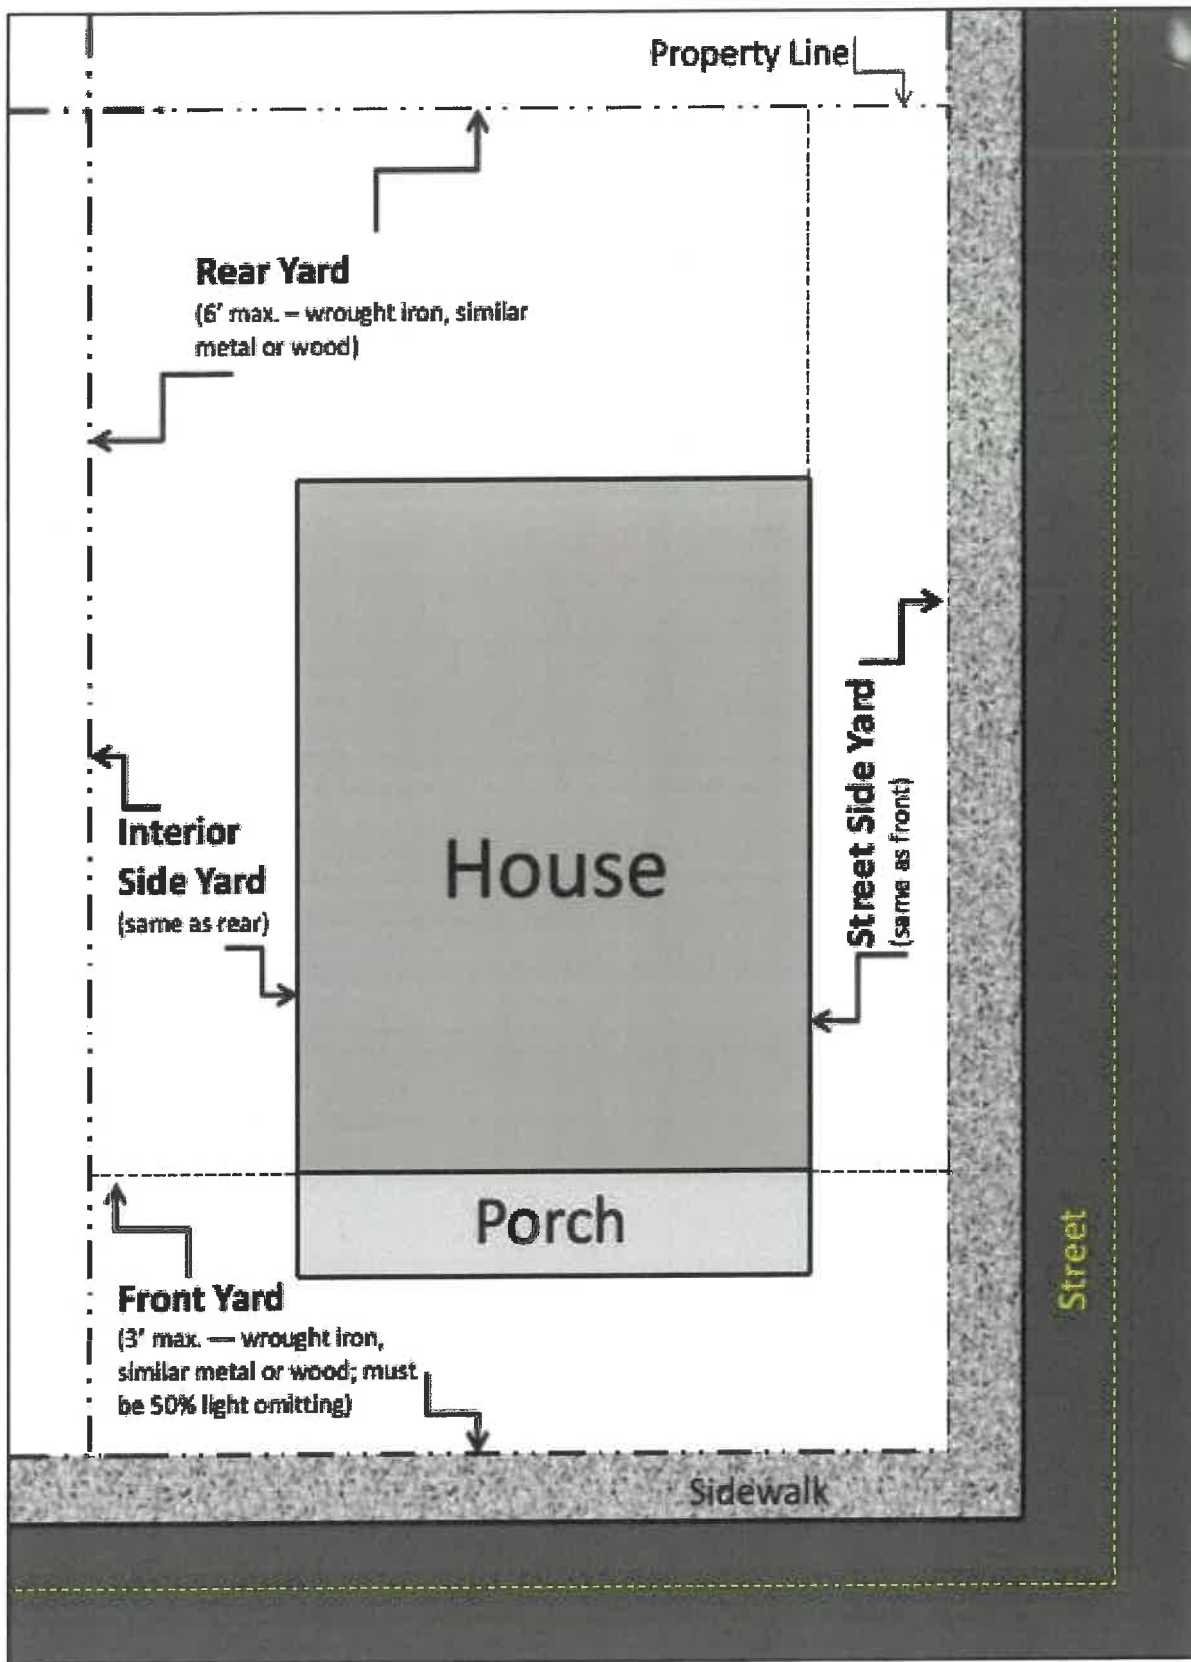 Property Line
Rear Yard
(6' max. – wrought iron, similar
metal or wood)
Interior
Side Yard
(same as rear)
House
Street Side Yard
(same as front)
Porch
Front Yard
(3' max. — wrought iron,
similar metal or wood; must
be 50% light omitting)
Street
Sidewalk